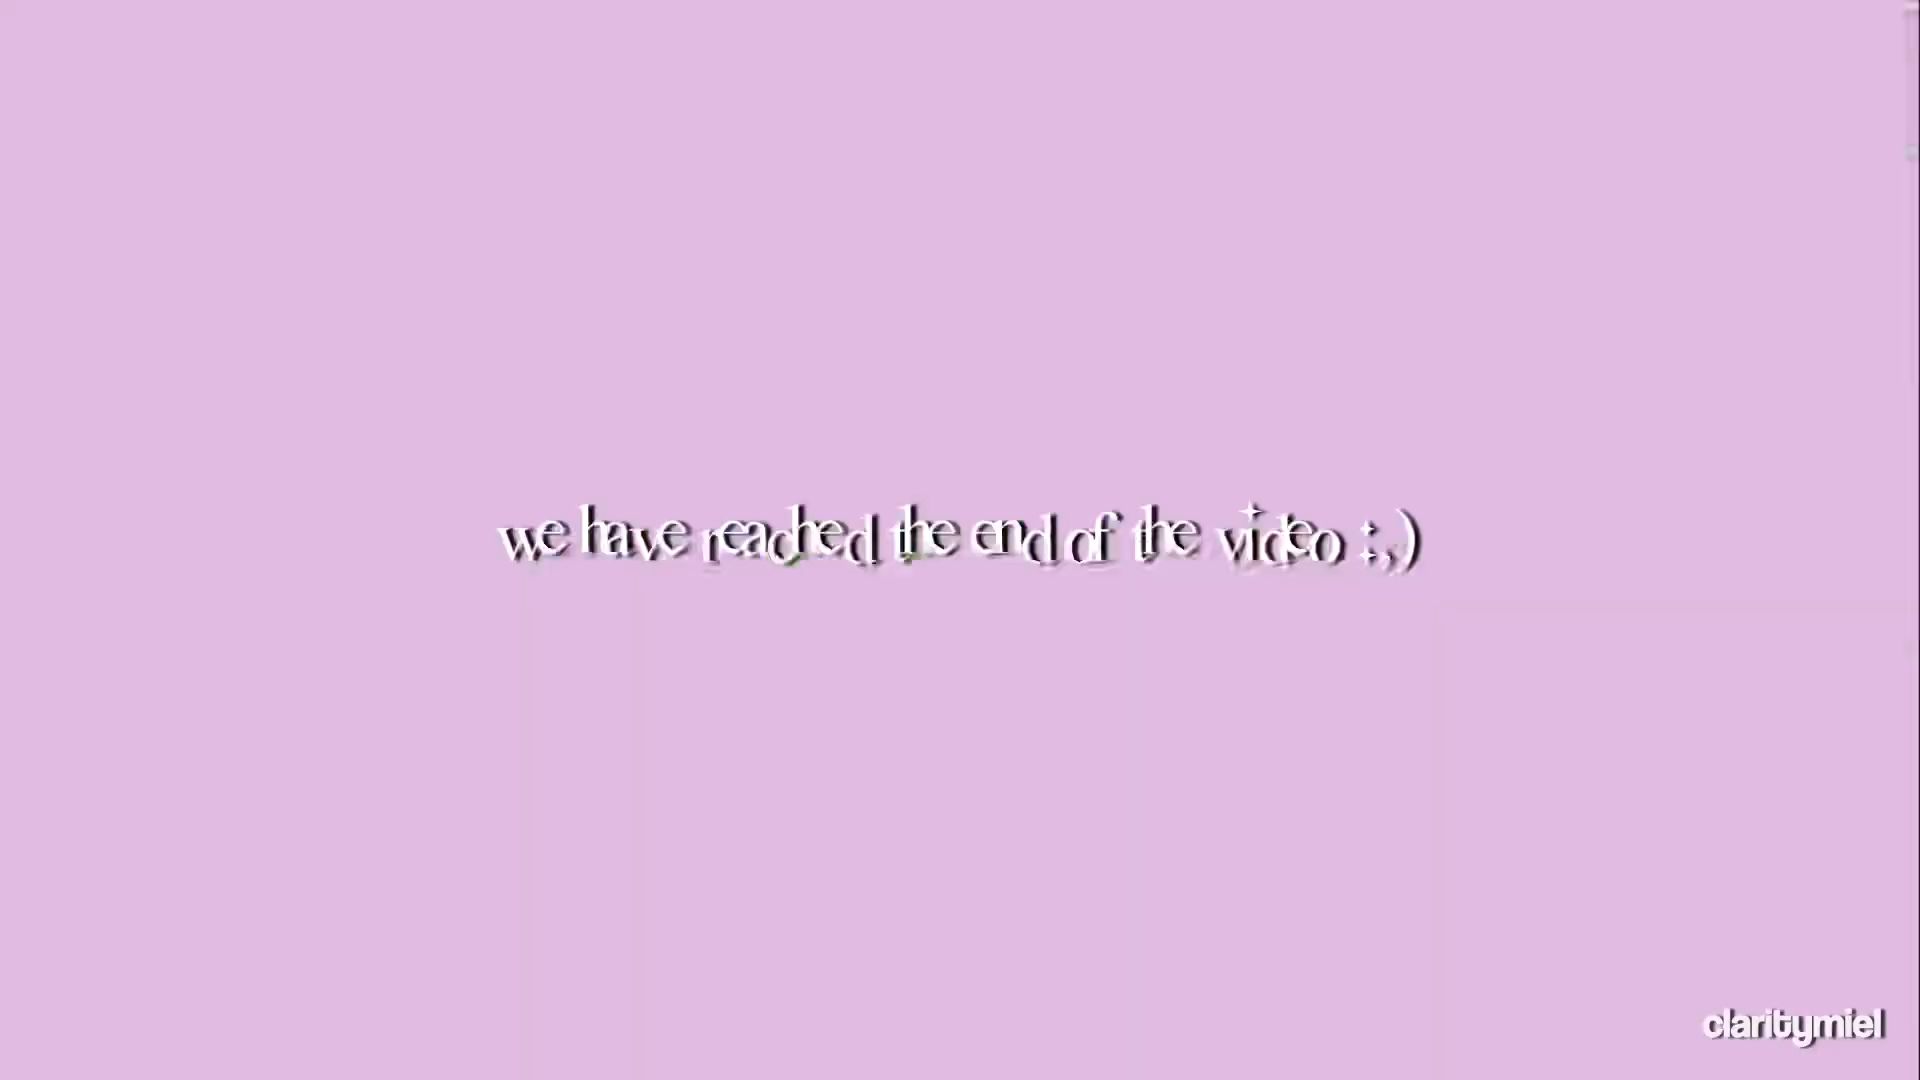 we have reached the end of the video :,)
claritymiel